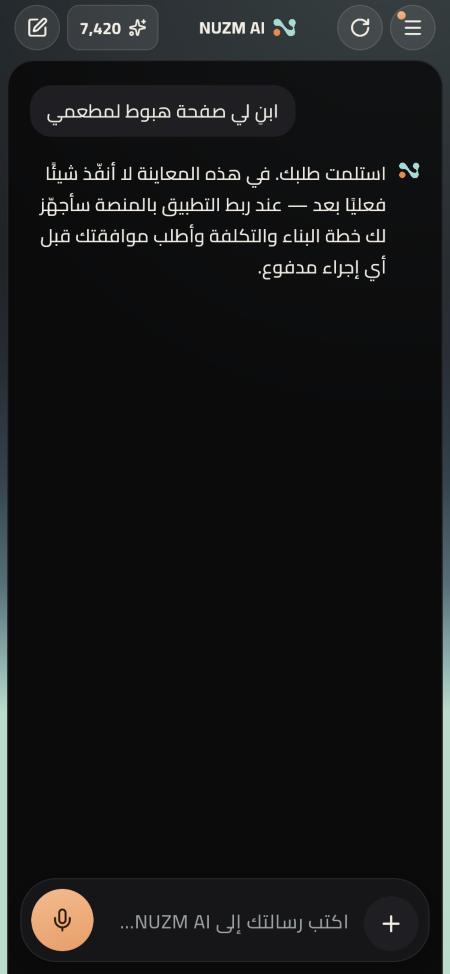 7,420
NUZM AI
ابنِ لي صفحة هبوط لمطعمي
استلمت طلبك. في هذه المعاينة لا أنفّذ شيئًا
فعليًا بعد — عند ربط التطبيق بالمنصة سأجهّز
لك خطة البناء والتكلفة وأطلب موافقتك قبل
أي إجراء مدفوع.
اكتب رسالتك إلى NUZM AI...